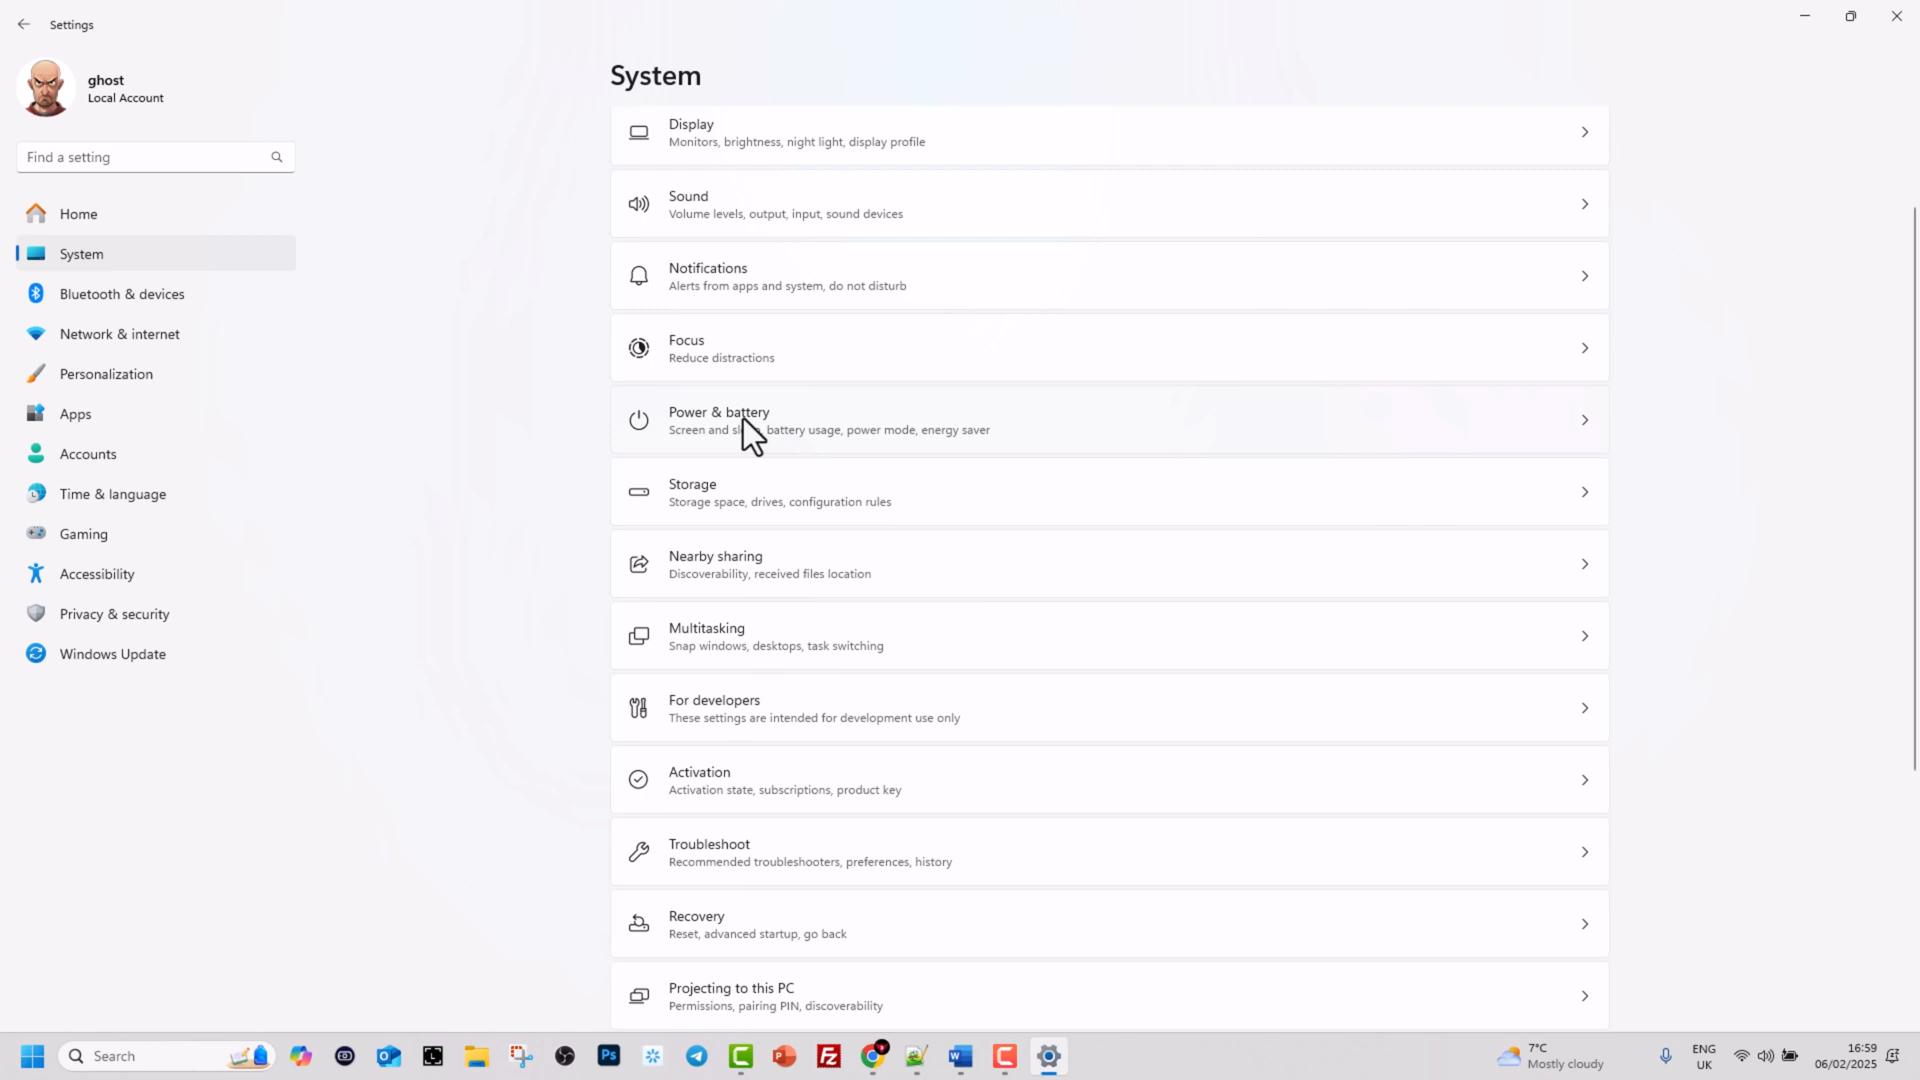 Settings
ghost
Local Account
Find a setting
Home
System
Bluetooth & devices
Network & internet
Personalization
Apps
Accounts
Time & language
Gaming
Accessibility
Privacy & security
Windows Update
System
Display
Monitors, brightness, night light, display profile
Sound
Volume levels, output, input, sound devices
Notifications
Alerts from apps and system, do not disturb
Focus
Reduce distractions
Power & battery
Screen and battery usage, power mode, energy saver
Storage
Storage space, drives, configuration rules
Nearby sharing
Discoverability, received files location
Multitasking
Snap windows, desktops, task switching
For developers
These settings are intended for development use only
Activation
Activation state, subscriptions, product key
Troubleshoot
Recommended troubleshooters, preferences, history
Recovery
Reset, advanced startup, go back
Projecting to this PC
Permissions, pairing PIN, discoverability
Search
Ps
7°C
Mostly cloudy
ENG
UK
16:59
06/02/2025